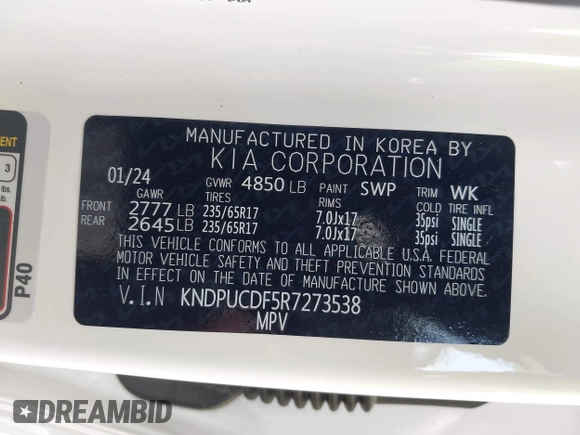 MANUFACTURED IN KOREA BY
KIA CORPORATION
01/24 GVWR 4850 LB PAINT SWP TRIM WK
GAWR TIRES RIMS COLD TIRE INFL
FRONT 2777 LB 235/65R17 7.0Jx17 35psi SINGLE
REAR 2645 LB 235/65R17 7.0Jx17 35psi SINGLE
THIS VEHICLE CONFORMS TO ALL APPLICABLE U.S.A. FEDERAL
MOTOR VEHICLE SAFETY AND THEFT PREVENTION STANDARDS
IN EFFECT ON THE DATE OF MANUFACTURE SHOWN ABOVE.
V.I.N KNDPUCDF5R7273538
MPV
3
lbs.
P40
DREAMBID